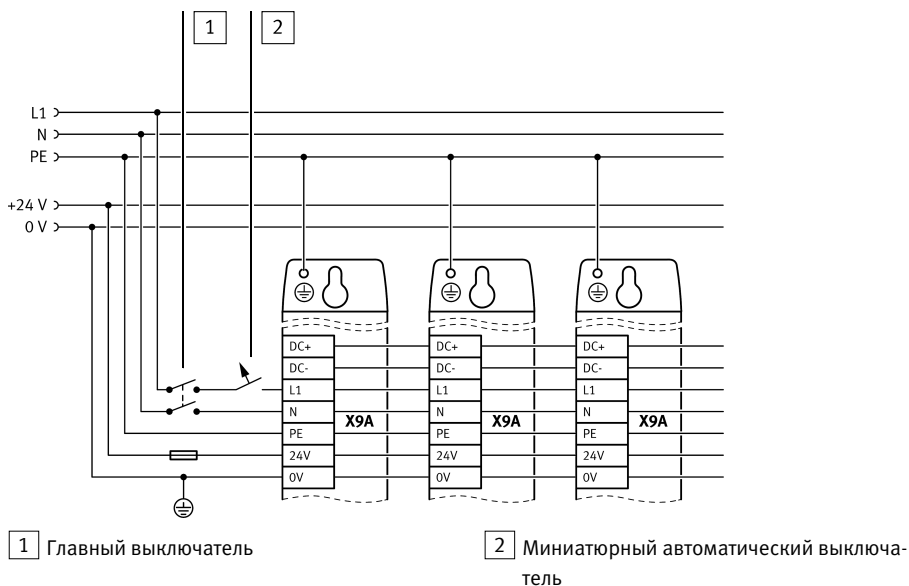 1 2
L1
N
PE
+24 V
0 V
DC+ DC+ DC+
DC- DC- DC-
L1 L1 L1
N N N
X9A X9A X9A
PE PE PE
24V 24V 24V
0V 0V 0V
1 Главный выключатель
2 Миниатюрный автоматический выключа-
тель